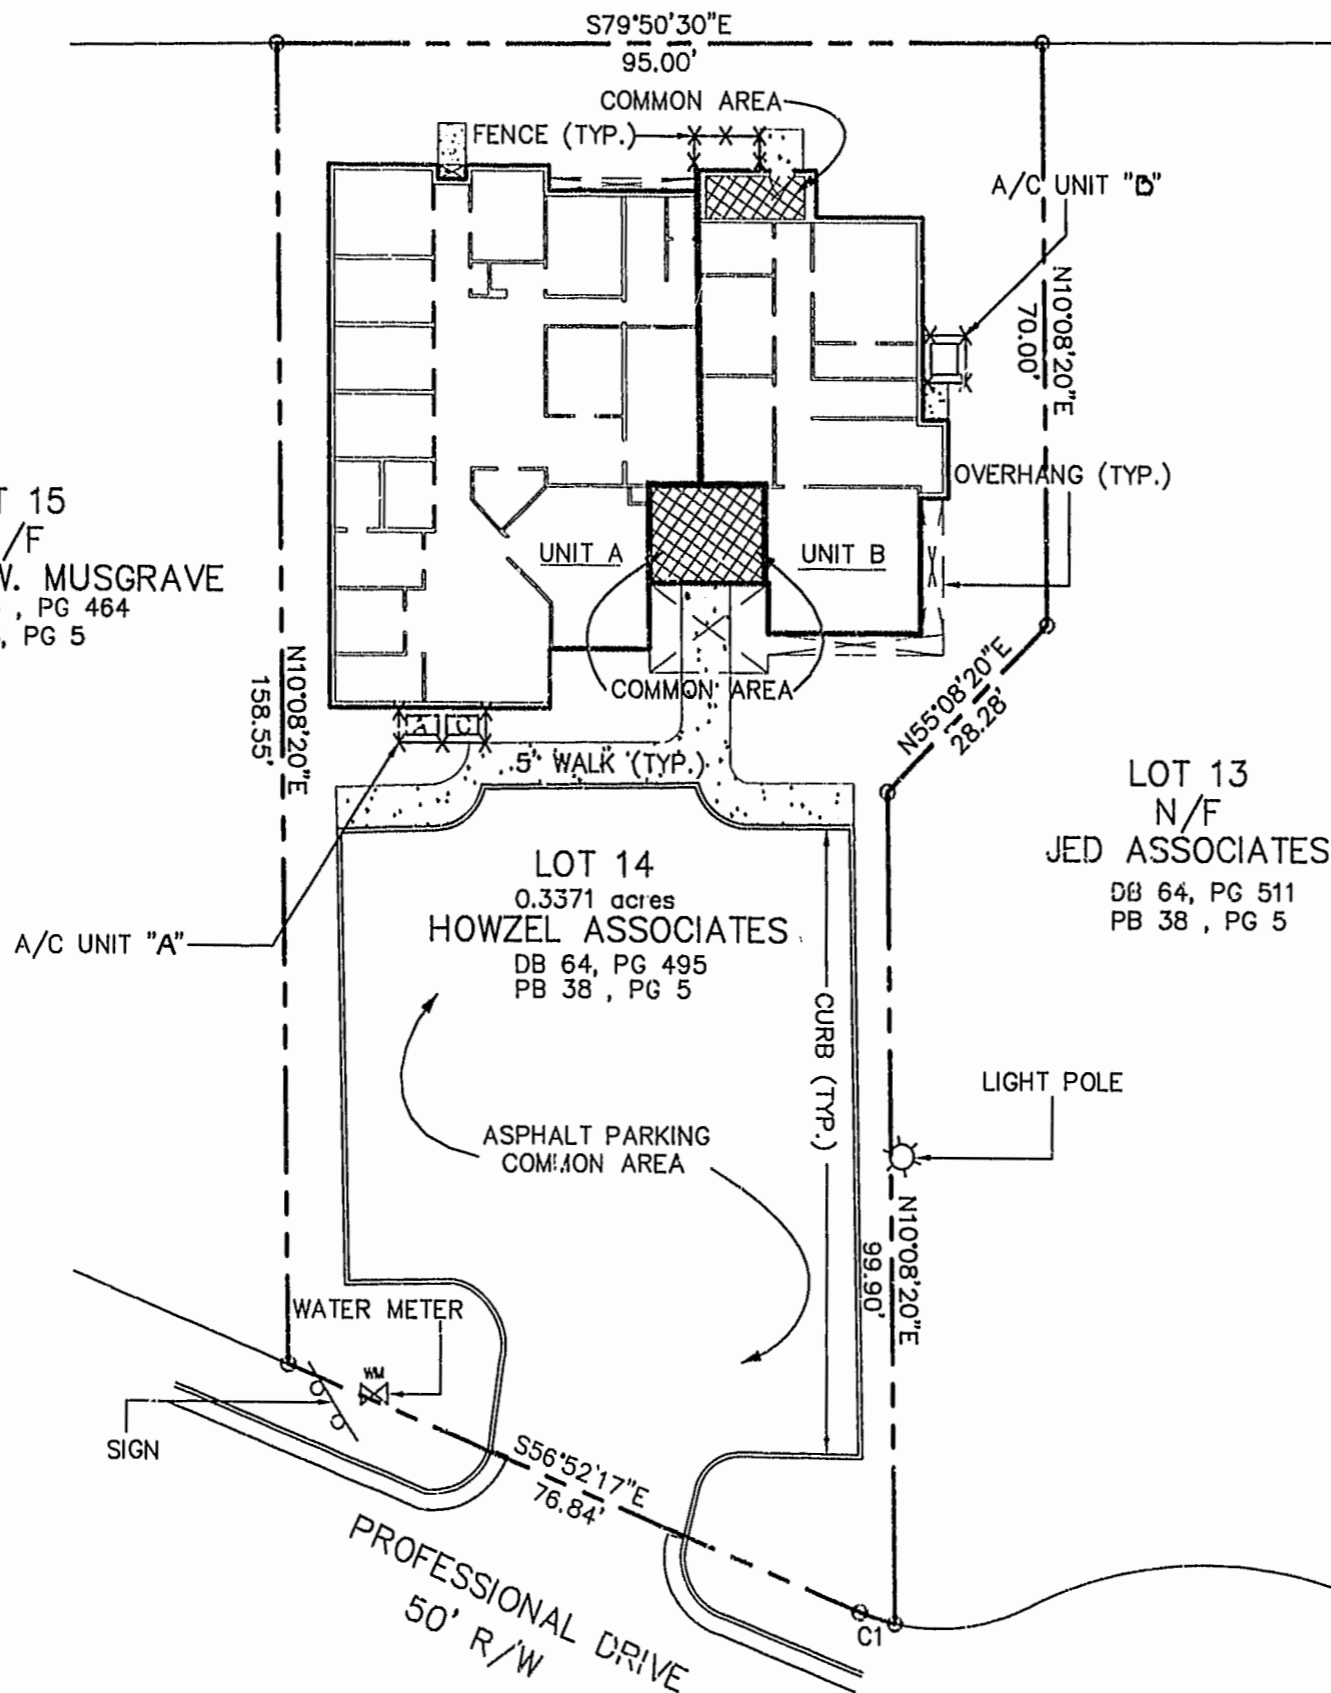 S79°50'30"E
95.00'
COMMON AREA
FENCE (TYP.)
A/C UNIT "B"
N10°08'20"E
70.00'
OVERHANG (TYP.)
T 15
/F
W. MUSGRAVE
, PG 464
, PG 5
UNIT A
UNIT B
COMMON AREA
N10°08'20"E
158.55'
N55°08'20"E
28.28'
A C
5' WALK (TYP.)
LOT 13
N/F
JED ASSOCIATES
DB 64, PG 511
PB 38 , PG 5
LOT 14
0.3371 acres
HOWZEL ASSOCIATES
DB 64, PG 495
PB 38 , PG 5
A/C UNIT "A"
CURB (TYP.)
LIGHT POLE
ASPHALT PARKING
COMMON AREA
N10°08'20"E
99.90'
WATER METER
WM
SIGN
S56°52'17"E
76.84'
C1
PROFESSIONAL DRIVE
50' R/W